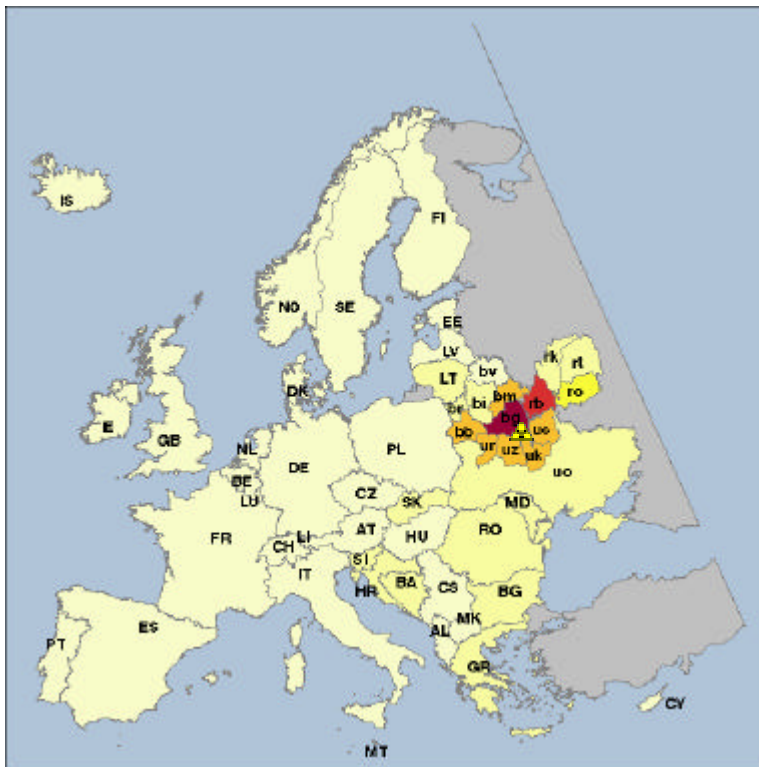 IS
FI
NO
SE
EE
LV
rk
rt
bv
LT
ro
DK
bm
rb
br
bi
bg
IE
bb
us
GB
NL
ur
uz
uk
PL
DE
uo
BE
CZ
LU
SK
MD
RO
FR
LI
AT
HU
CH
SI
IT
BA
CS
HR
BG
ES
MK
AL
PT
GR
CY
MT